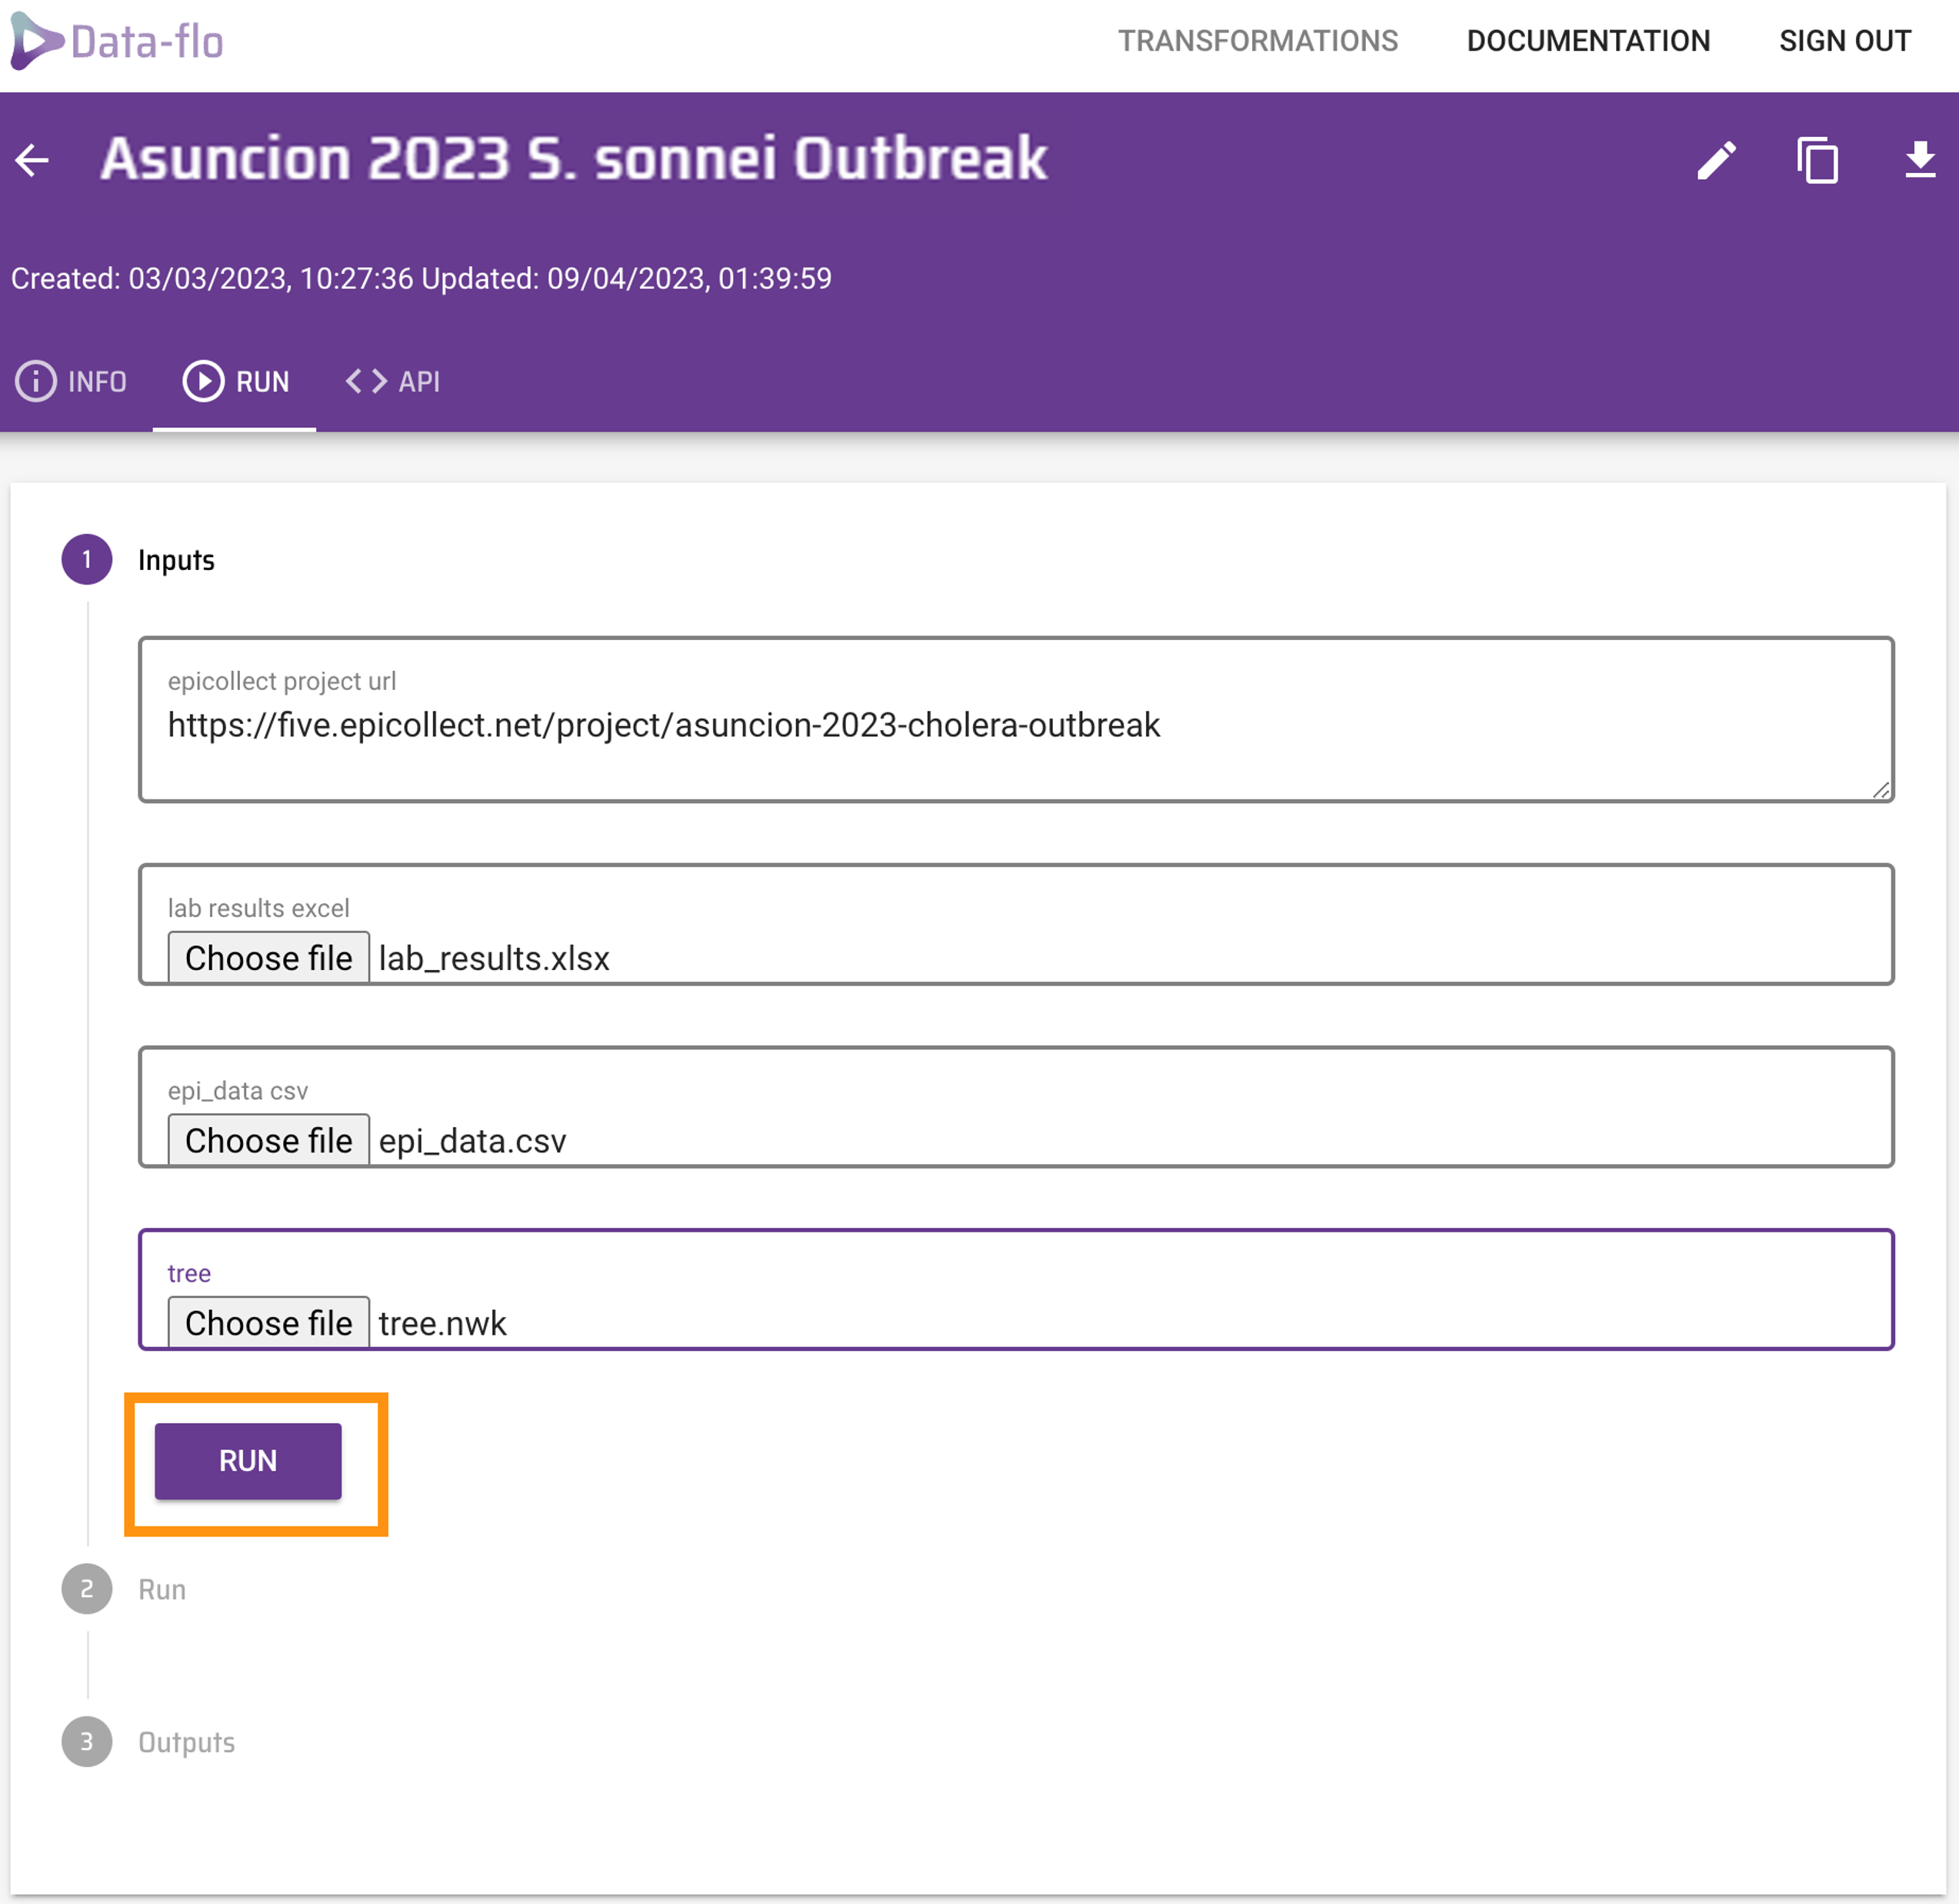 Data-flo
TRANSFORMATIONS DOCUMENTATION SIGN OUT
Asuncion 2023 S. sonnei Outbreak
Created: 03/03/2023, 10:27:36 Updated: 09/04/2023, 01:39:59
INFO RUN API
1 Inputs
epicollect project url
https://five.epicollect.net/project/asuncion-2023-cholera-outbreak
lab results excel
Choose file lab_results.xlsx
epi_data csv
Choose file epi_data.csv
tree
Choose file tree.nwk
RUN
2 Run
3 Outputs